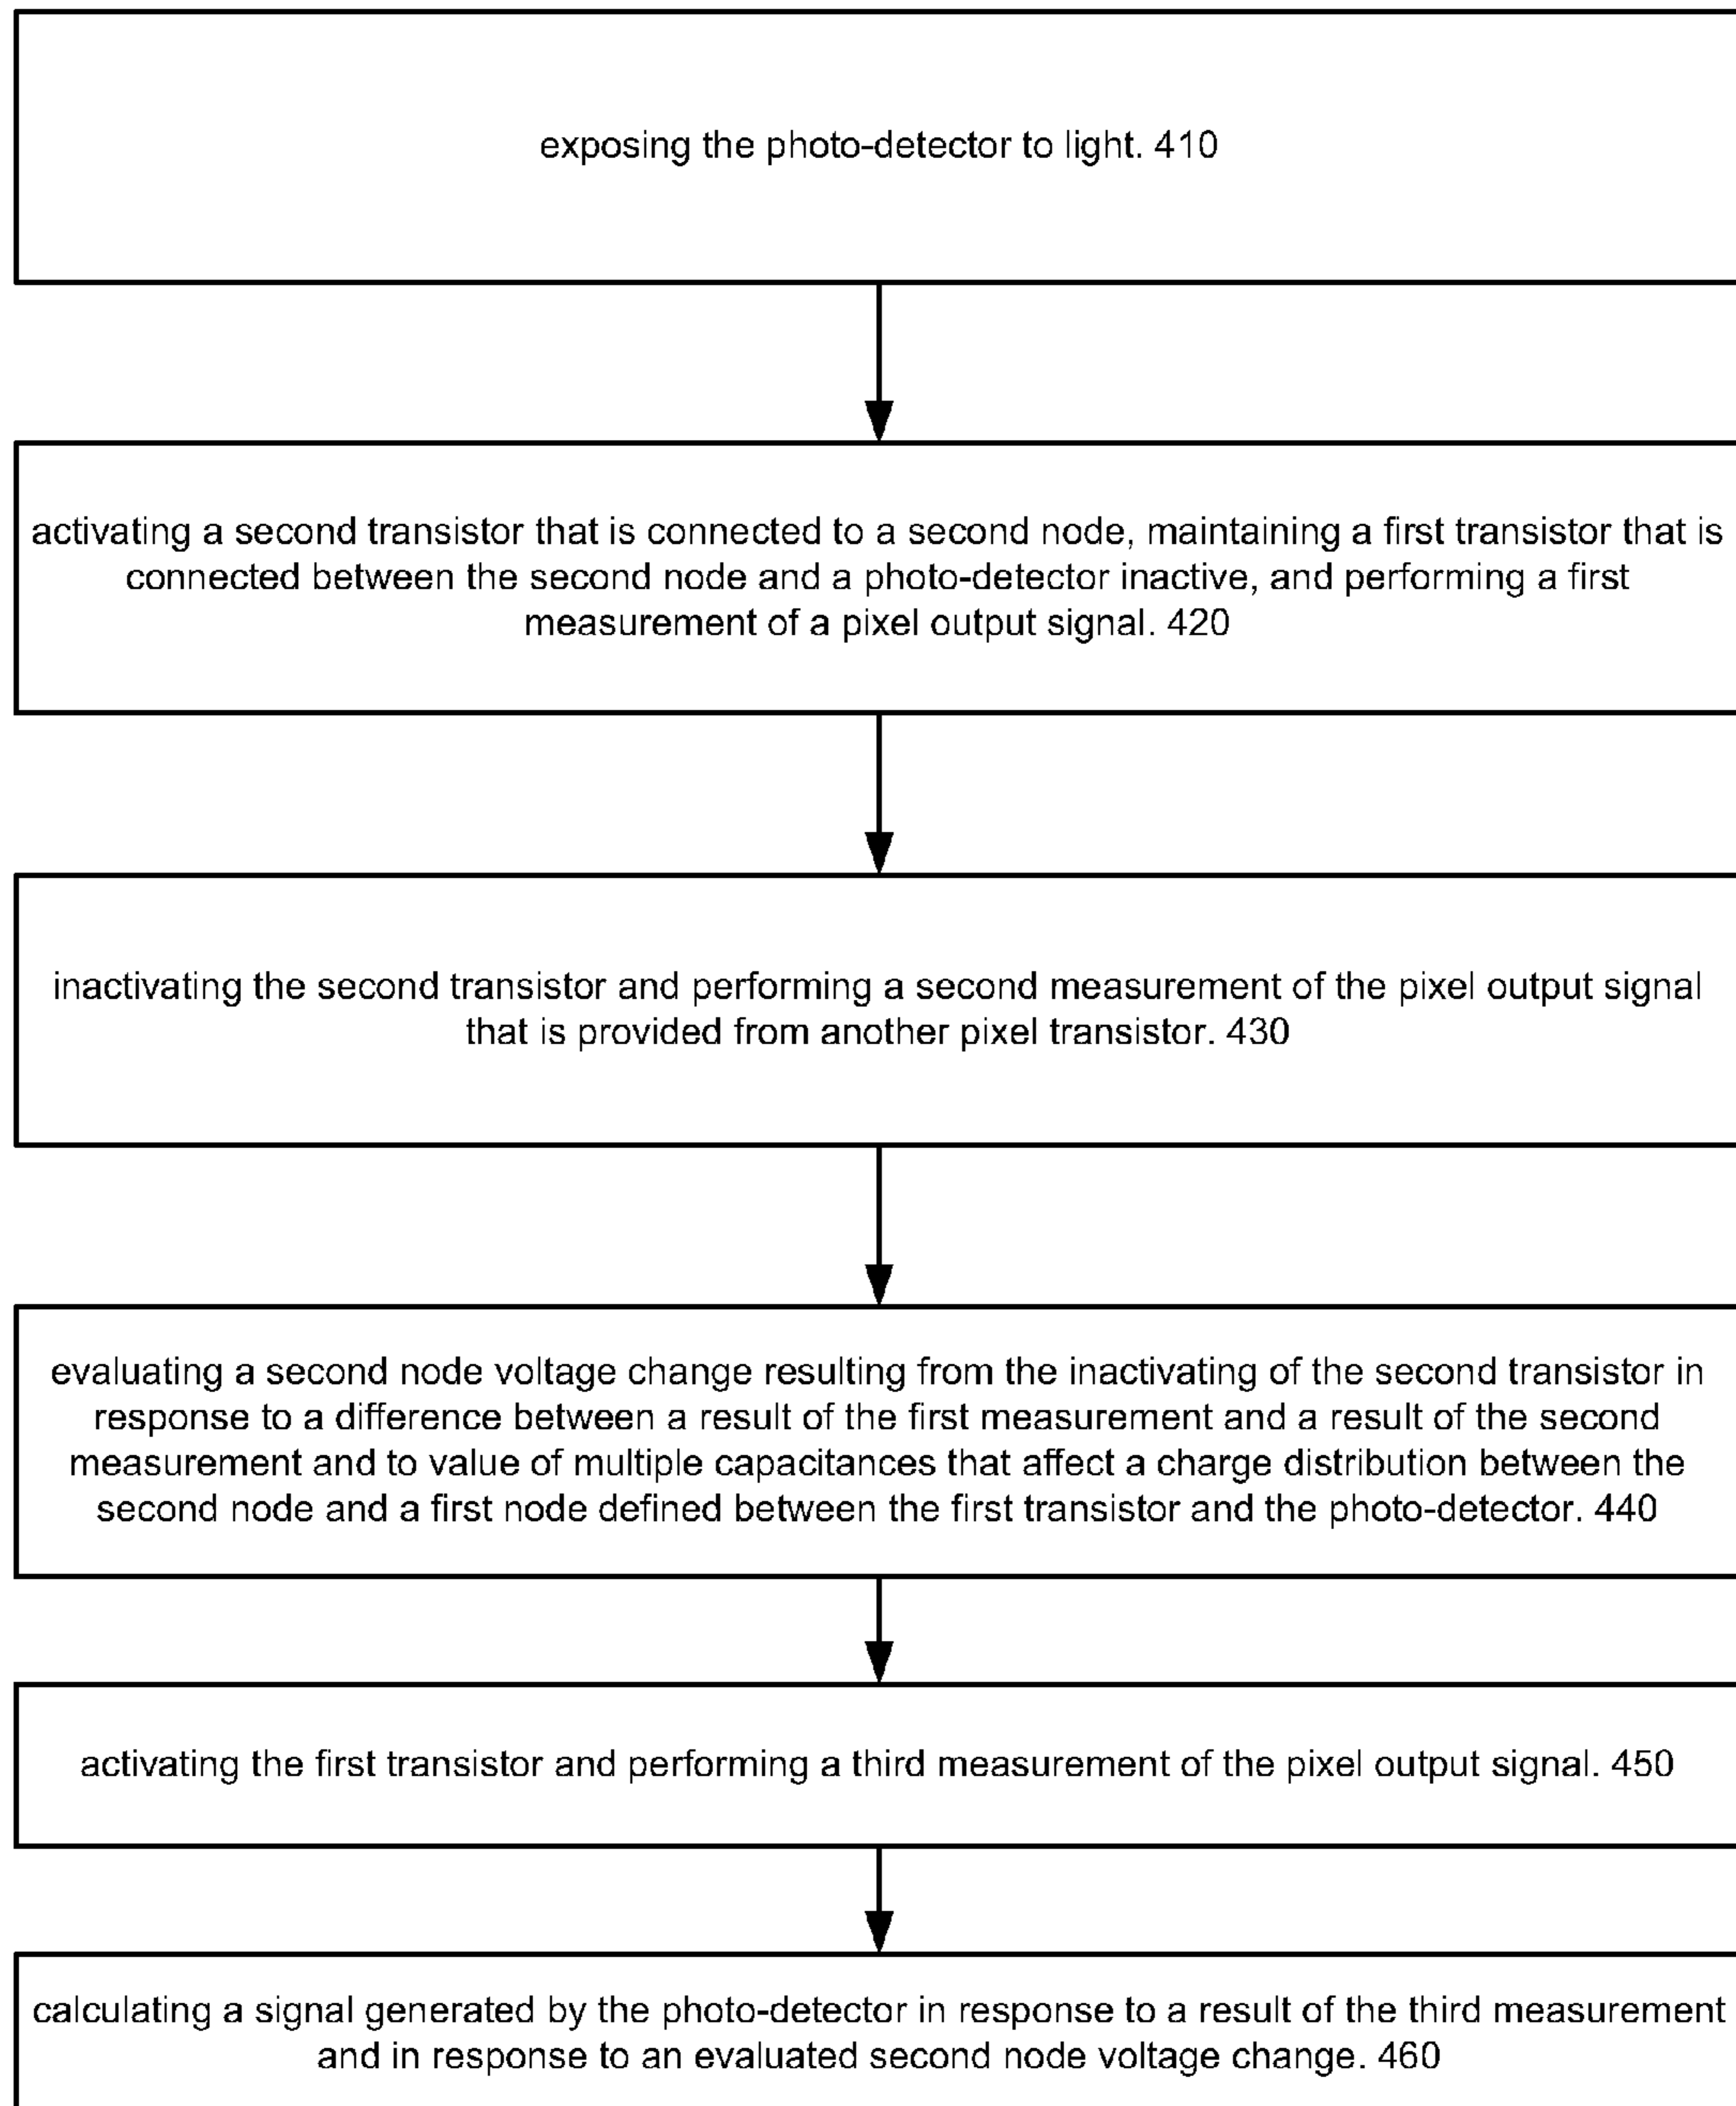 exposing the photo-detector to light. 410
activating a second transistor that is connected to a second node, maintaining a first transistor that is
connected between the second node and a photo-detector inactive, and performing a first
measurement of a pixel output signal. 420
inactivating the second transistor and performing a second measurement of the pixel output signal
that is provided from another pixel transistor. 430
evaluating a second node voltage change resulting from the inactivating of the second transistor in
response to a difference between a result of the first measurement and a result of the second
measurement and to value of multiple capacitances that affect a charge distribution between the
second node and a first node defined between the first transistor and the photo-detector. 440
activating the first transistor and performing a third measurement of the pixel output signal. 450
calculating a signal generated by the photo-detector in response to a result of the third measurement
and in response to an evaluated second node voltage change. 460